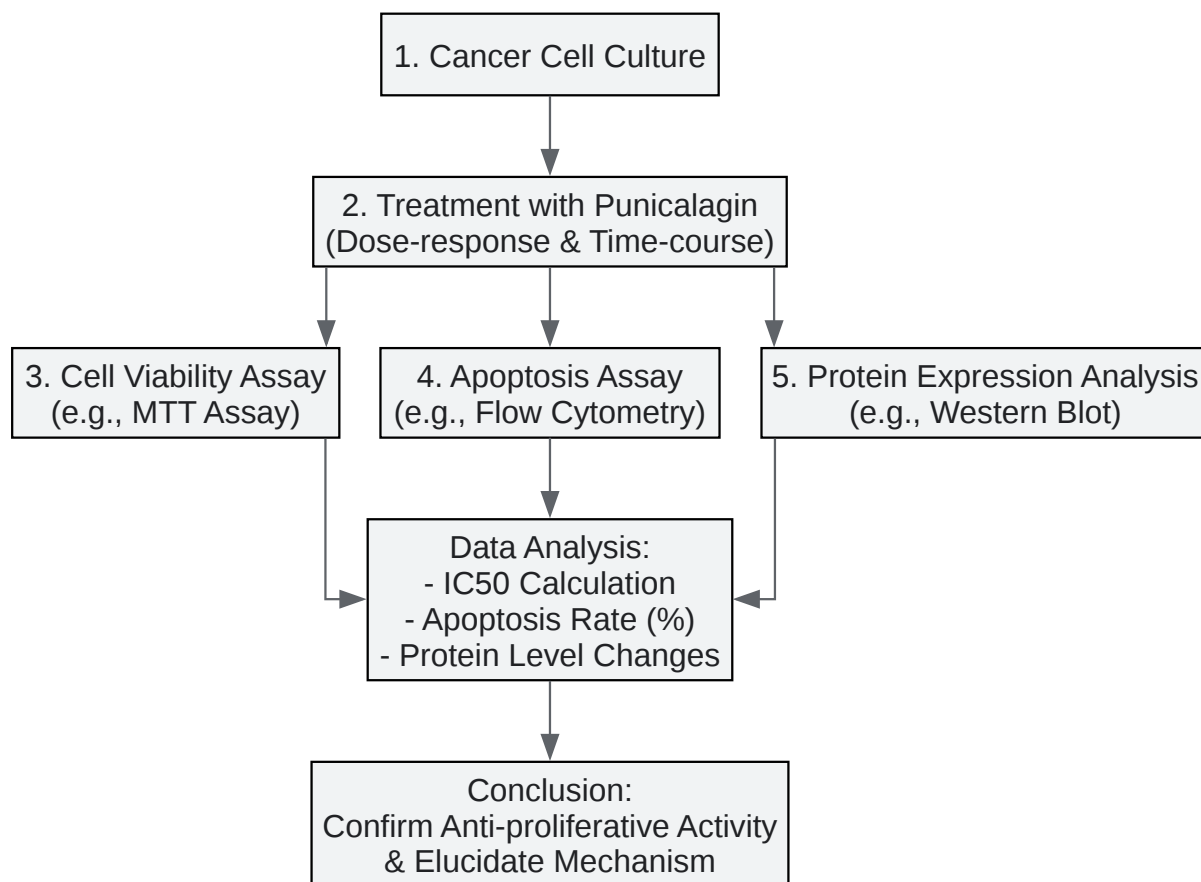 1. Cancer Cell Culture
2. Treatment with Punicalagin
(Dose-response & Time-course)
3. Cell Viability Assay
(e.g., MTT Assay)
4. Apoptosis Assay
(e.g., Flow Cytometry)
5. Protein Expression Analysis
(e.g., Western Blot)
Data Analysis:
- IC50 Calculation
- Apoptosis Rate (%)
- Protein Level Changes
Conclusion:
Confirm Anti-proliferative Activity
& Elucidate Mechanism